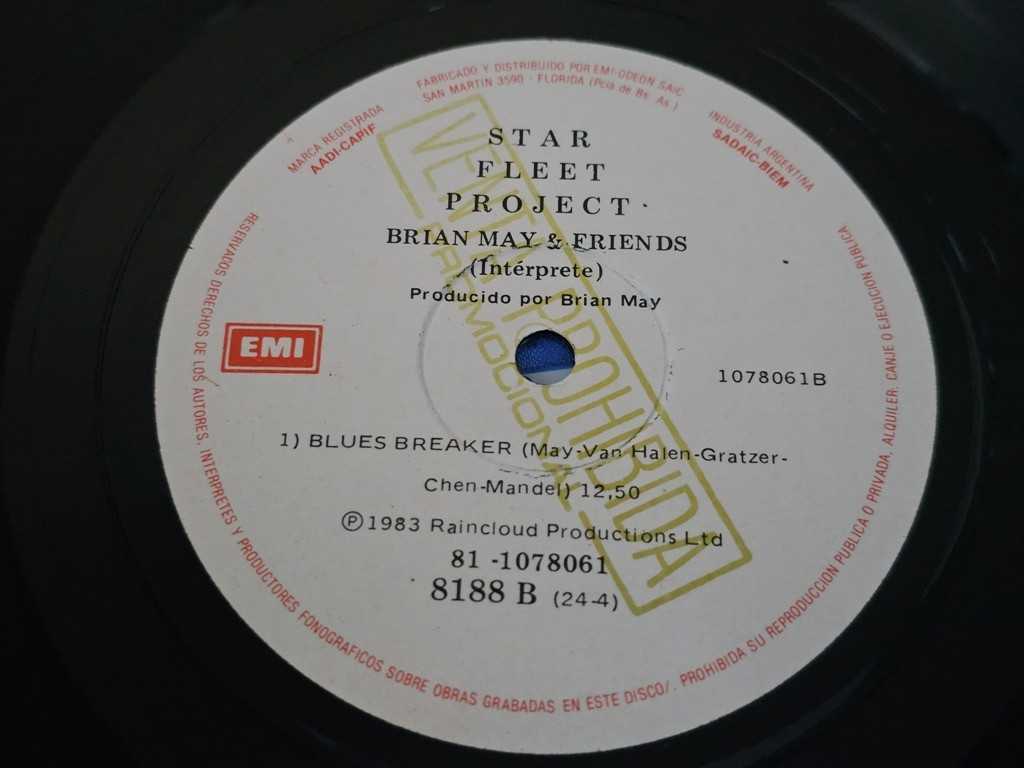 FABRICADO Y DISTRIBUIDO POR EMI-ODEON SAIC
SAN MARTIN 3590 - FLORIDA (Pcia de Bs. As.)
MARCA REGISTRADA
AADI-CAPIF
INDUSTRIA ARGENTINA
SADAIC-BIEM
STAR
FLEET
PROJECT
BRIAN MAY & FRIENDS
(Intérprete)
Producido por Brian May
VENTA PROHIBIDA
PROMOCIONAL
EMI
1078061B
1) BLUES BREAKER (May-Van Halen-Gratzer-
Chen-Mandel) 12,50
Ⓟ1983 Raincloud Productions Ltd
81 -1078061
8188 B (24-4)
RESERVADOS DERECHOS DE LOS AUTORES, INTERPRETES Y PRODUCTORES FONOGRAFICOS SOBRE OBRAS GRABADAS EN ESTE DISCO/. PROHIBIDA SU REPRODUCCION PUBLICA O PRIVADA, ALQUILER, CANJE O EJECUCION PUBLICA